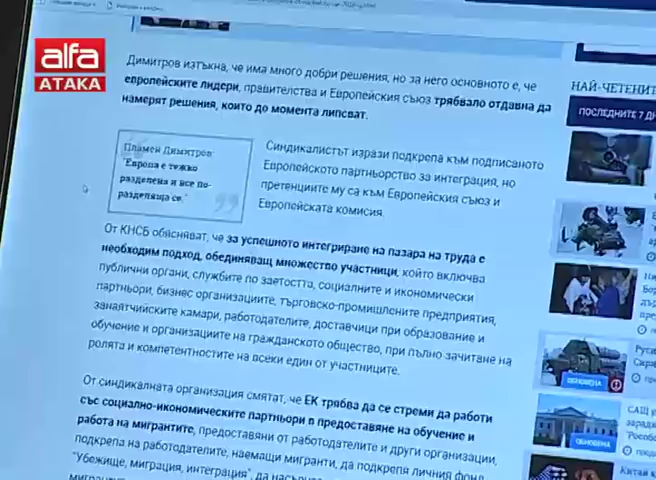 alfa
АТАКА
Димитров изтъкна, че има много добри решения, но за него основното е, че
европейските лидери, правителства и Европейския съюз трябвало отдавна да
намерят решения, които до момента липсват.
Пламен Димитров:
"Европа е тежко
разделена и все по-
разделяща се."
Синдикалистът изрази подкрепа към подписаното
Европейското партньорство за интеграция, но
претенциите му са към Европейския съюз и
Европейската комисия.
От КНСБ обясняват, че за успешното интегриране на пазара на труда е
необходим подход, обединяващ множество участници, който включва
публични органи, службите по заетостта, социалните и икономически
партньори, бизнес организациите, търговско-промишлените предприятия,
занаятчийските камари, работодателите, доставчици при образование и
обучение и организациите на гражданското общество, при пълно зачитане на
ролята и компетентностите на всеки един от участниците.
От синдикалната организация смятат, че ЕК трябва да се стреми да работи
със социално-икономическите партньори в предоставяне на обучение и
работа на мигрантите, предоставяни от работодателите и други организации,
подкрепа на работодателите, наемащи мигранти, да подкрепя личния фонд
"Убежище, миграция, интеграция", да
НАЙ-ЧЕТЕНИТ
ПОСЛЕДНИТЕ 7 Д
ОБНОВЕНА
САЩ
ОБНОВЕНА
Китай